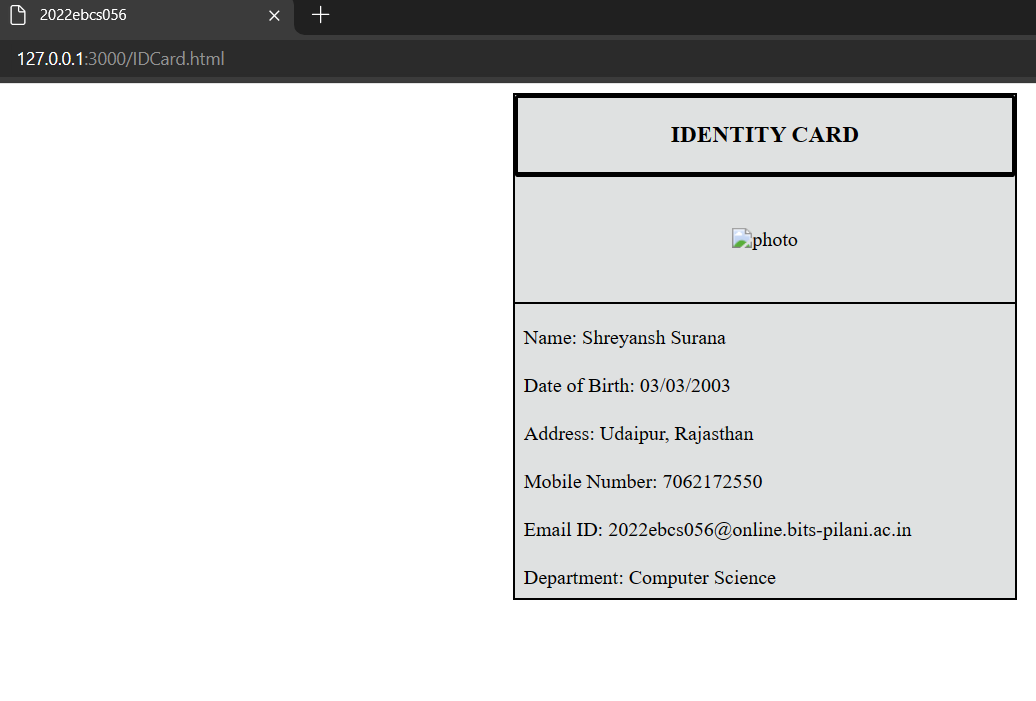 2022ebcs056
127.0.0.1:3000/IDCard.html
IDENTITY CARD
photo
Name: Shreyansh Surana
Date of Birth: 03/03/2003
Address: Udaipur, Rajasthan
Mobile Number: 7062172550
Email ID: 2022ebcs056@online.bits-pilani.ac.in
Department: Computer Science